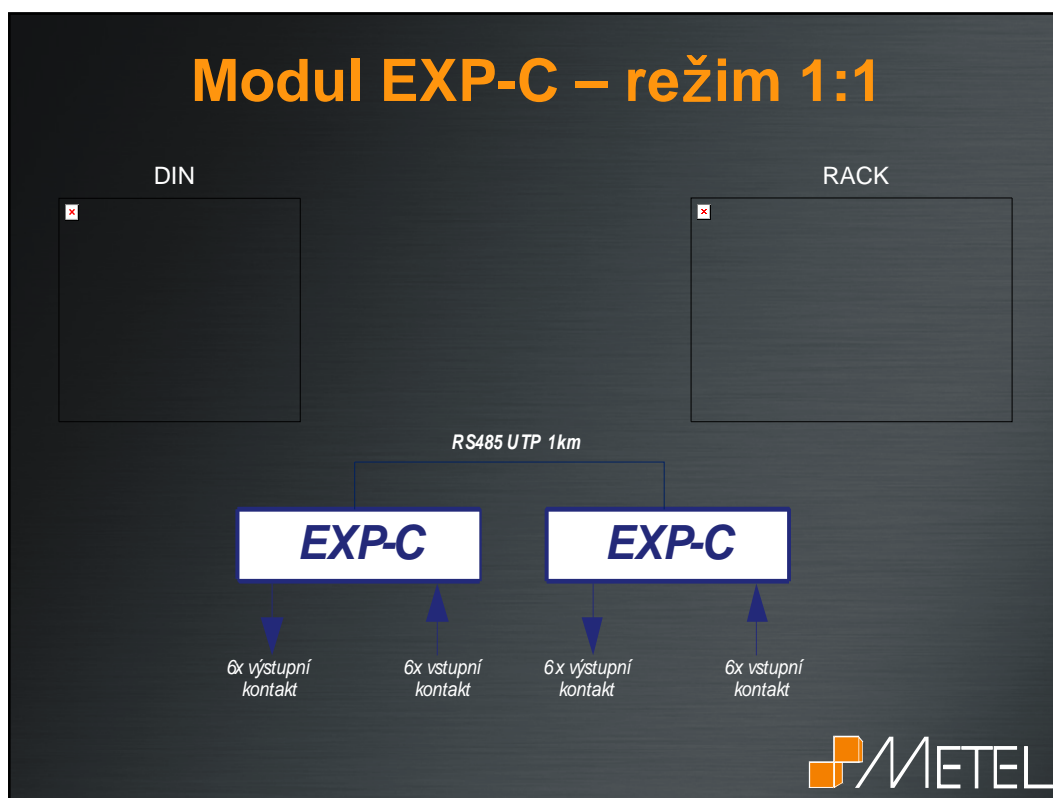 Modul EXP-C – režim 1:1
DIN
RACK
RS485 UTP 1km
EXP-C
EXP-C
6x výstupní
kontakt
6x vstupní
kontakt
6x výstupní
kontakt
6x vstupní
kontakt
METEL